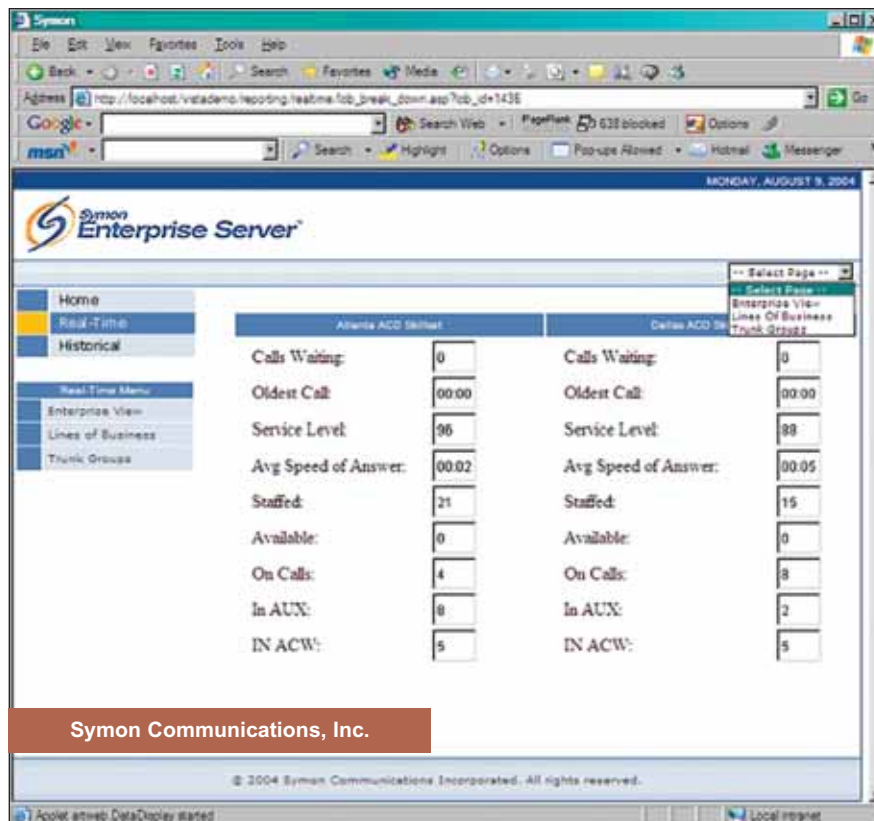 Symon
File Edit View Favorites Tools Help
Back Search Favorites Media
Address http://localhost/vistademo/reporting/realtime/lob_break_down.asp?lob_id=1436 Go
Google Search Web PageRank 638 blocked Options
msn Search Highlight Options Pop-ups Allowed Hotmail Messenger
MONDAY, AUGUST 9, 2004
Symon
Enterprise Server
-- Select Page --
-- Select Page --
Enterprise View
Lines Of Business
Trunk Groups
Home
Real-Time
Historical
Real-Time Menu
Enterprise View
Lines of Business
Trunk Groups
Atlanta ACD Skillset
Calls Waiting: 0
Oldest Call: 00:00
Service Level: 96
Avg Speed of Answer: 00:02
Staffed: 21
Available: 0
On Calls: 4
In AUX: 8
IN ACW: 5
Dallas ACD
Calls Waiting: 0
Oldest Call: 00:00
Service Level: 88
Avg Speed of Answer: 00:05
Staffed: 15
Available: 0
On Calls: 8
In AUX: 2
IN ACW: 5
Symon Communications, Inc.
© 2004 Symon Communications Incorporated. All rights reserved.
Applet artweb.DataDisplay started Local intranet